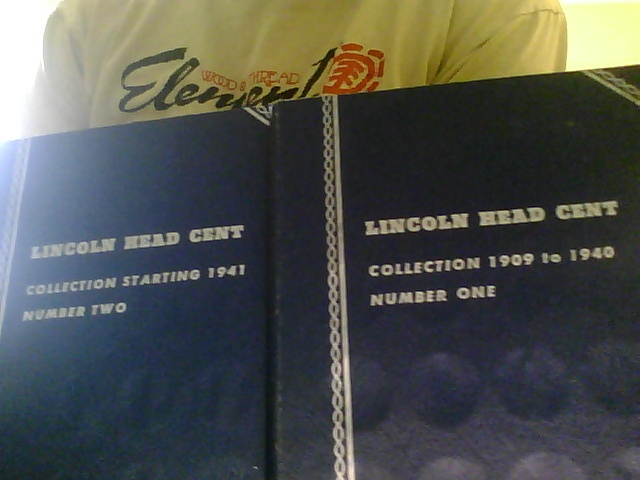 WOOD & THREAD
Element
LINCOLN HEAD CENT
COLLECTION STARTING 1941
NUMBER TWO
LINCOLN HEAD CENT
COLLECTION 1909 to 1940
NUMBER ONE